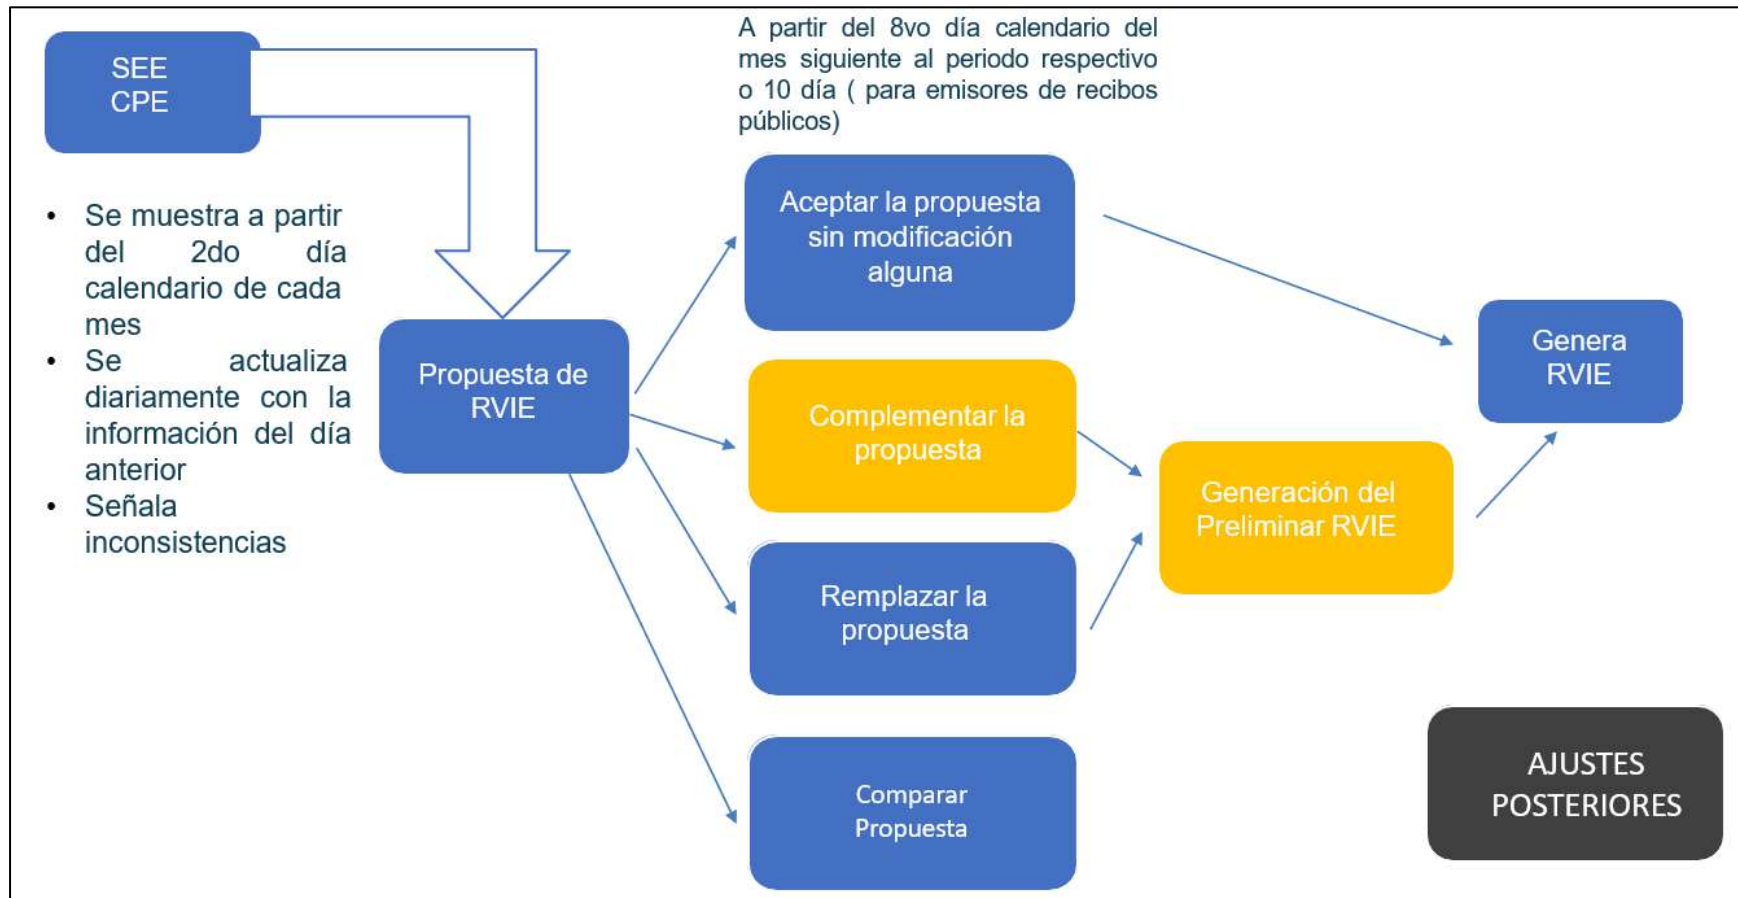 SEE
CPE
• Se muestra a partir
del 2do día
calendario de cada
mes
• Se actualiza
diariamente con la
información del día
anterior
• Señala
inconsistencias
Propuesta de
RVIE
A partir del 8vo día calendario del
mes siguiente al periodo respectivo
o 10 día ( para emisores de recibos
públicos)
Aceptar la propuesta
sin modificación
alguna
Complementar la
propuesta
Remplazar la
propuesta
Comparar
Propuesta
Generación del
Preliminar RVIE
Genera
RVIE
AJUSTES
POSTERIORES